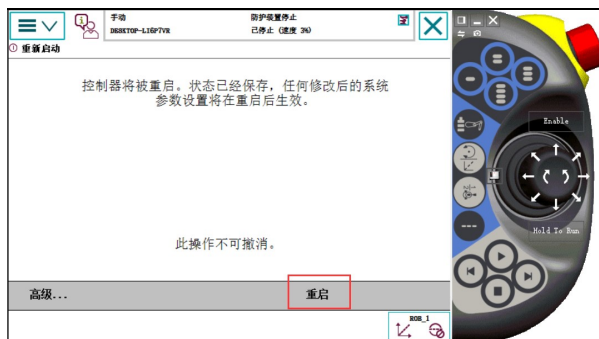 手动
DESKTOP-L16P7VR
防护装置停止
已停止 (速度 3%)
重新启动
控制器将被重启。状态已经保存，任何修改后的系统
参数设置将在重启后生效。
此操作不可撤消。
高级...
重启
ROB_1
Enable
Hold To Run